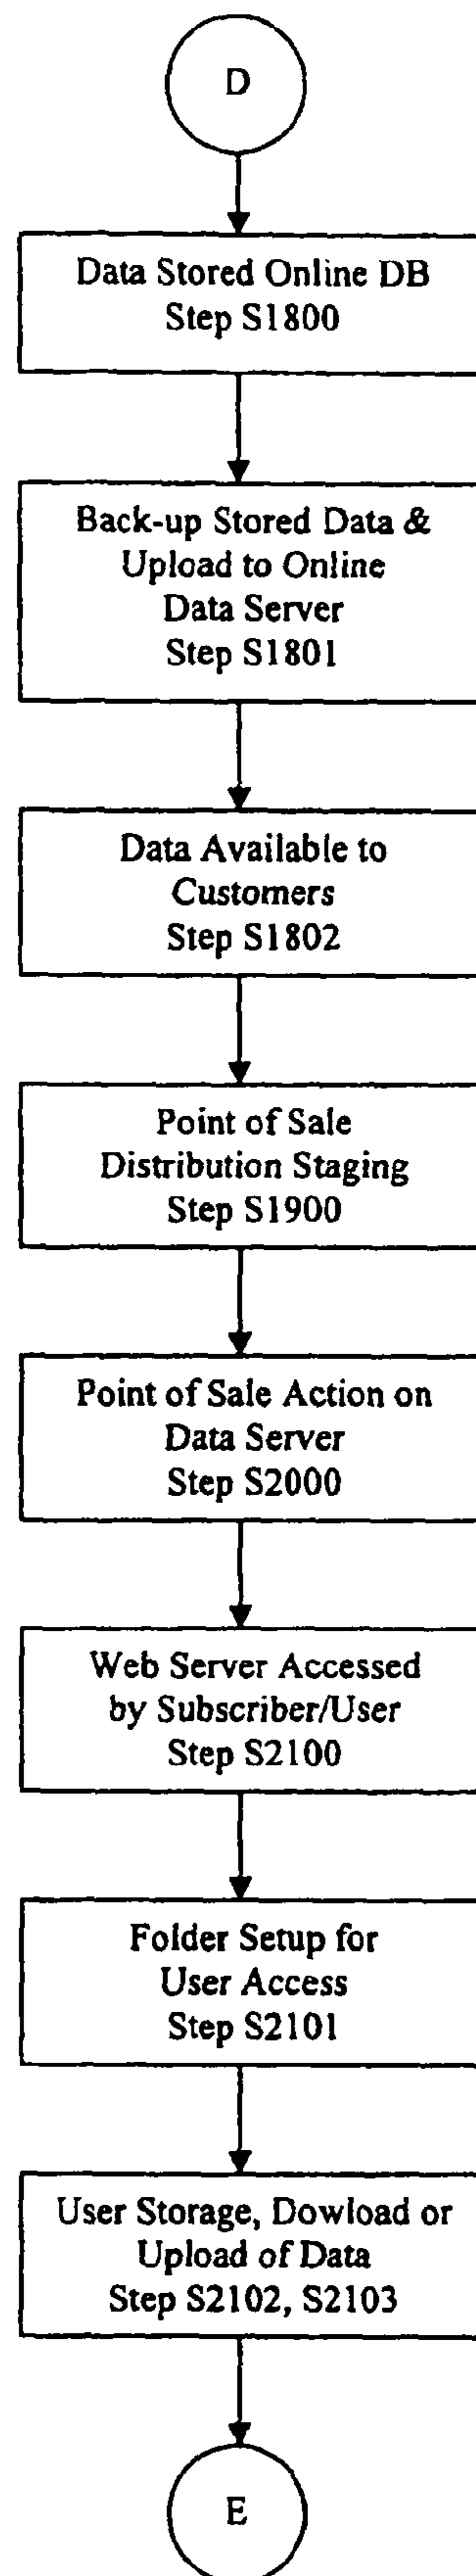 D
Data Stored Online DB
Step S1800
Back-up Stored Data &
Upload to Online
Data Server
Step S1801
Data Available to
Customers
Step S1802
Point of Sale
Distribution Staging
Step S1900
Point of Sale Action on
Data Server
Step S2000
Web Server Accessed
by Subscriber/User
Step S2100
Folder Setup for
User Access
Step S2101
User Storage, Dowload or
Upload of Data
Step S2102, S2103
E